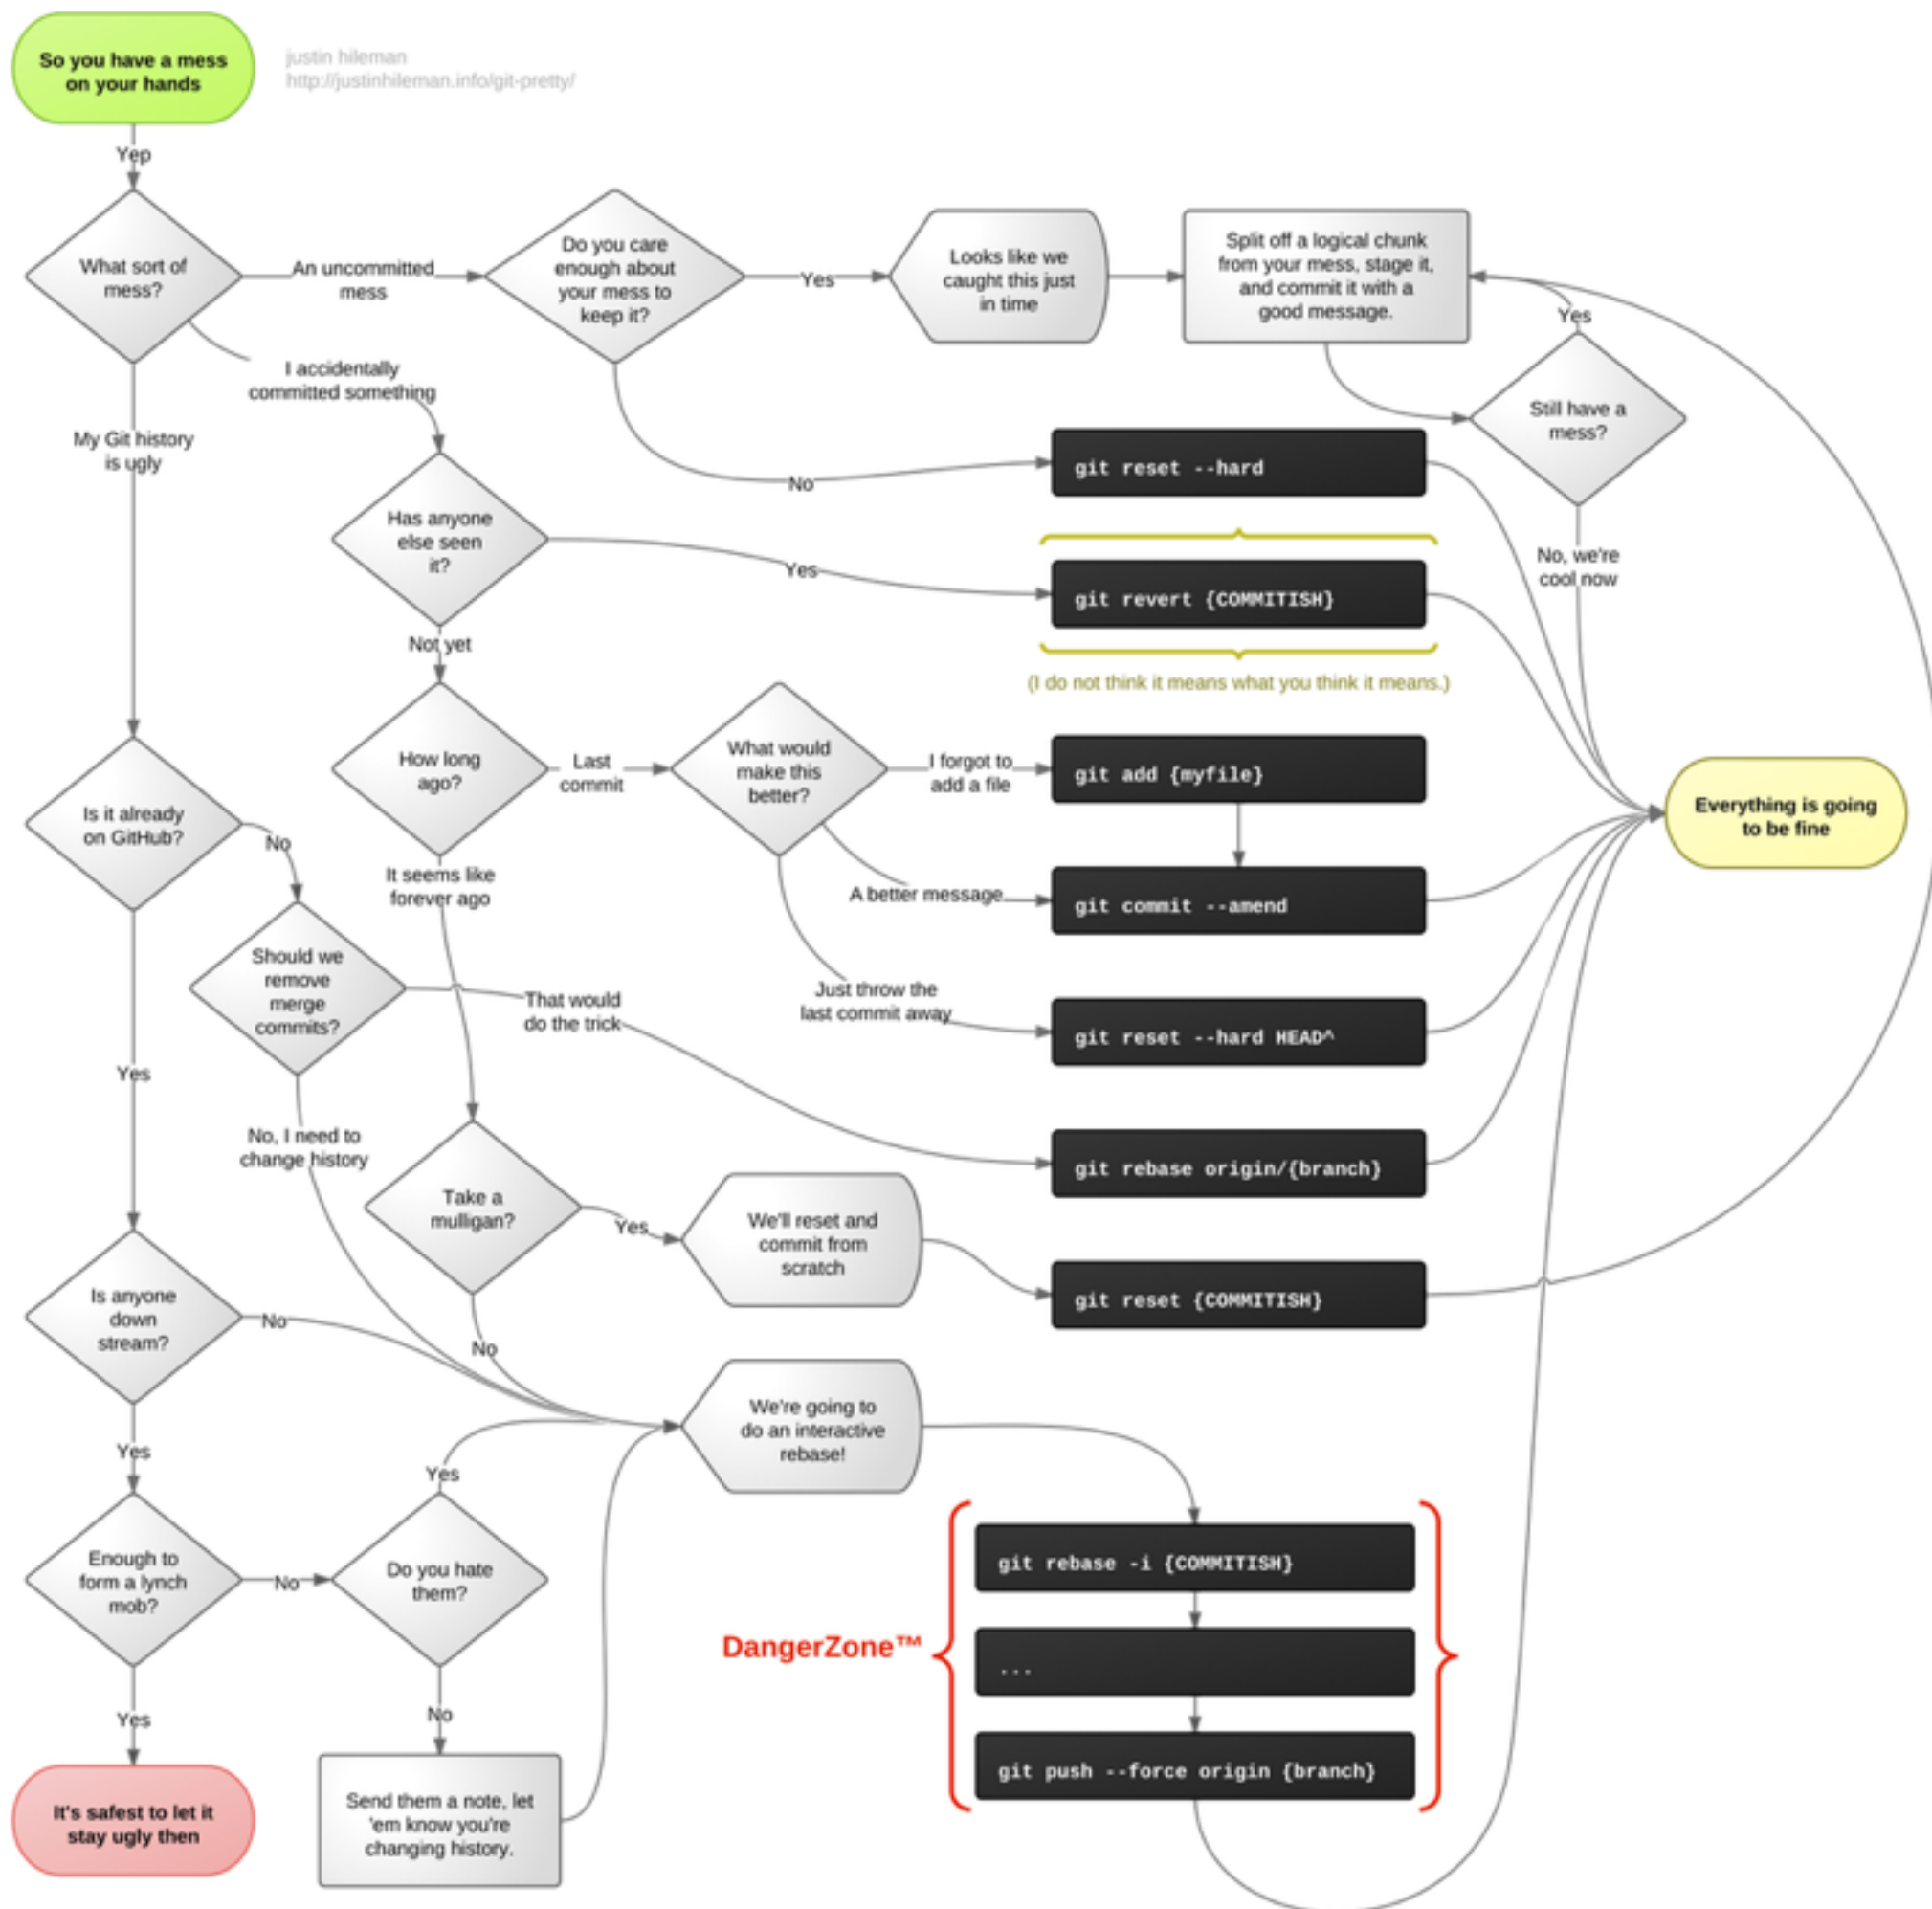 So you have a mess
on your hands
justin hileman
http://justinhileman.info/git-pretty/
Yep
What sort of
mess?
An uncommitted
mess
Do you care
enough about
your mess to
keep it?
Yes
Looks like we
caught this just
in time
Split off a logical chunk
from your mess, stage it,
and commit it with a
good message.
Yes
I accidentally
committed something
Still have a
mess?
My Git history
is ugly
git reset --hard
No
Has anyone
else seen
it?
Yes
git revert {COMMITISH}
No, we're
cool now
Not yet
(I do not think it means what you think it means.)
How long
ago?
Last
commit
What would
make this
better?
I forgot to
add a file
git add {myfile}
Everything is going
to be fine
Is it already
on GitHub?
No
It seems like
forever ago
A better message
git commit --amend
Should we
remove
merge
commits?
That would
do the trick
Just throw the
last commit away
git reset --hard HEAD^
Yes
No, I need to
change history
git rebase origin/{branch}
Take a
mulligan?
Yes
We'll reset and
commit from
scratch
git reset {COMMITISH}
Is anyone
down
stream?
No
No
We're going to
do an interactive
rebase!
Yes
Yes
Enough to
form a lynch
mob?
No
Do you hate
them?
git rebase -i {COMMITISH}
DangerZone™
...
Yes
No
git push --force origin {branch}
It's safest to let it
stay ugly then
Send them a note, let
'em know you're
changing history.